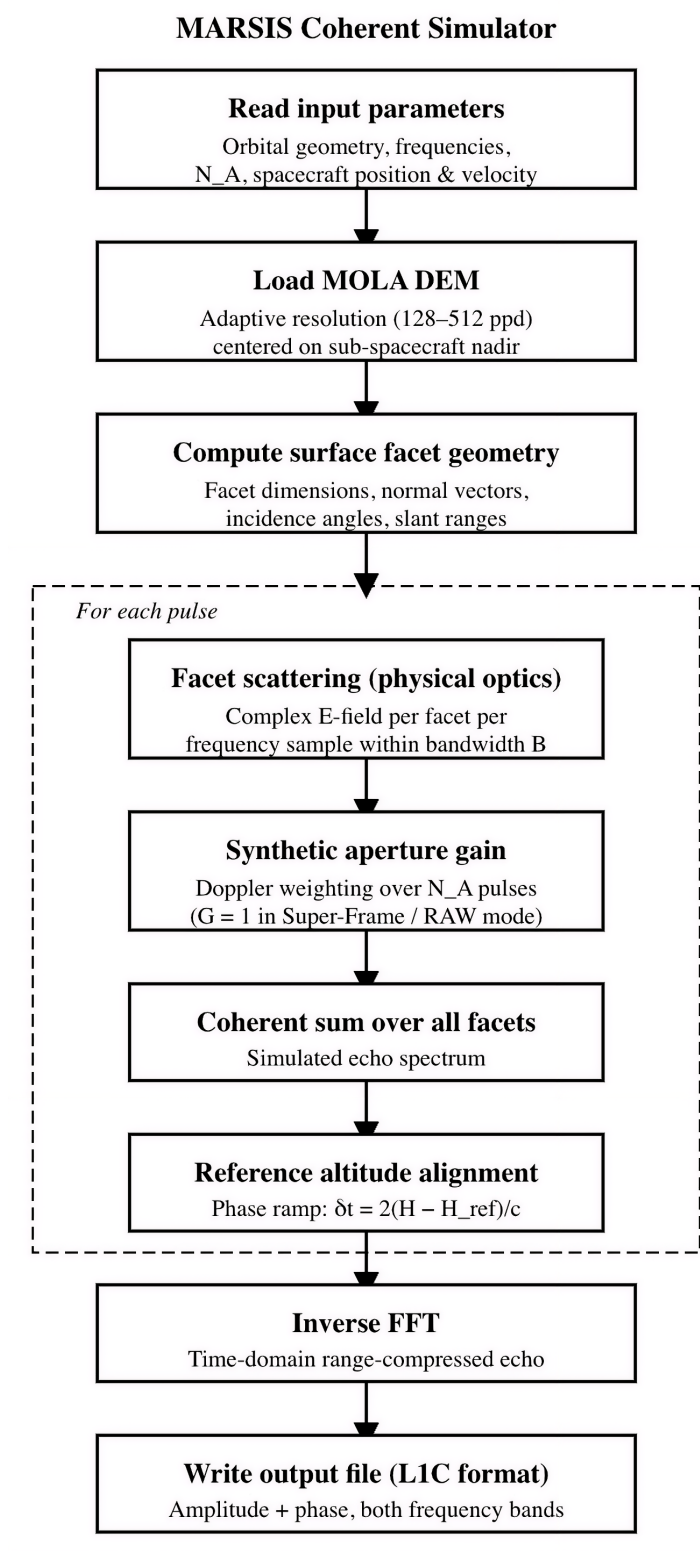 MARSIS Coherent Simulator
Read input parameters
Orbital geometry, frequencies,
N_A, spacecraft position & velocity
Load MOLA DEM
Adaptive resolution (128–512 ppd)
centered on sub-spacecraft nadir
Compute surface facet geometry
Facet dimensions, normal vectors,
incidence angles, slant ranges
For each pulse
Facet scattering (physical optics)
Complex E-field per facet per
frequency sample within bandwidth B
Synthetic aperture gain
Doppler weighting over N_A pulses
(G = 1 in Super-Frame / RAW mode)
Coherent sum over all facets
Simulated echo spectrum
Reference altitude alignment
Phase ramp: δt = 2(H − H_ref)/c
Inverse FFT
Time-domain range-compressed echo
Write output file (L1C format)
Amplitude + phase, both frequency bands